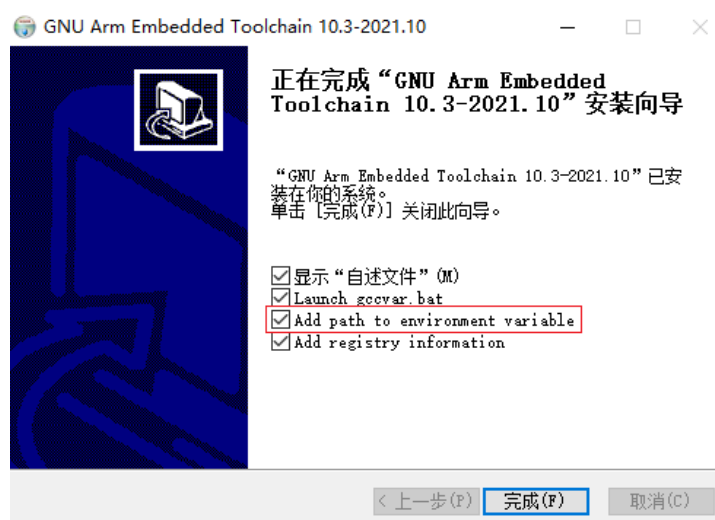 GNU Arm Embedded Toolchain 10.3-2021.10
正在完成“GNU Arm Embedded
Toolchain 10.3-2021.10”安装向导
“GNU Arm Embedded Toolchain 10.3-2021.10”已安
装在你的系统。
单击 [完成(F)] 关闭此向导。
显示“自述文件”(M)
Launch gccvar.bat
Add path to environment variable
Add registry information
< 上一步(P)
完成(F)
取消(C)